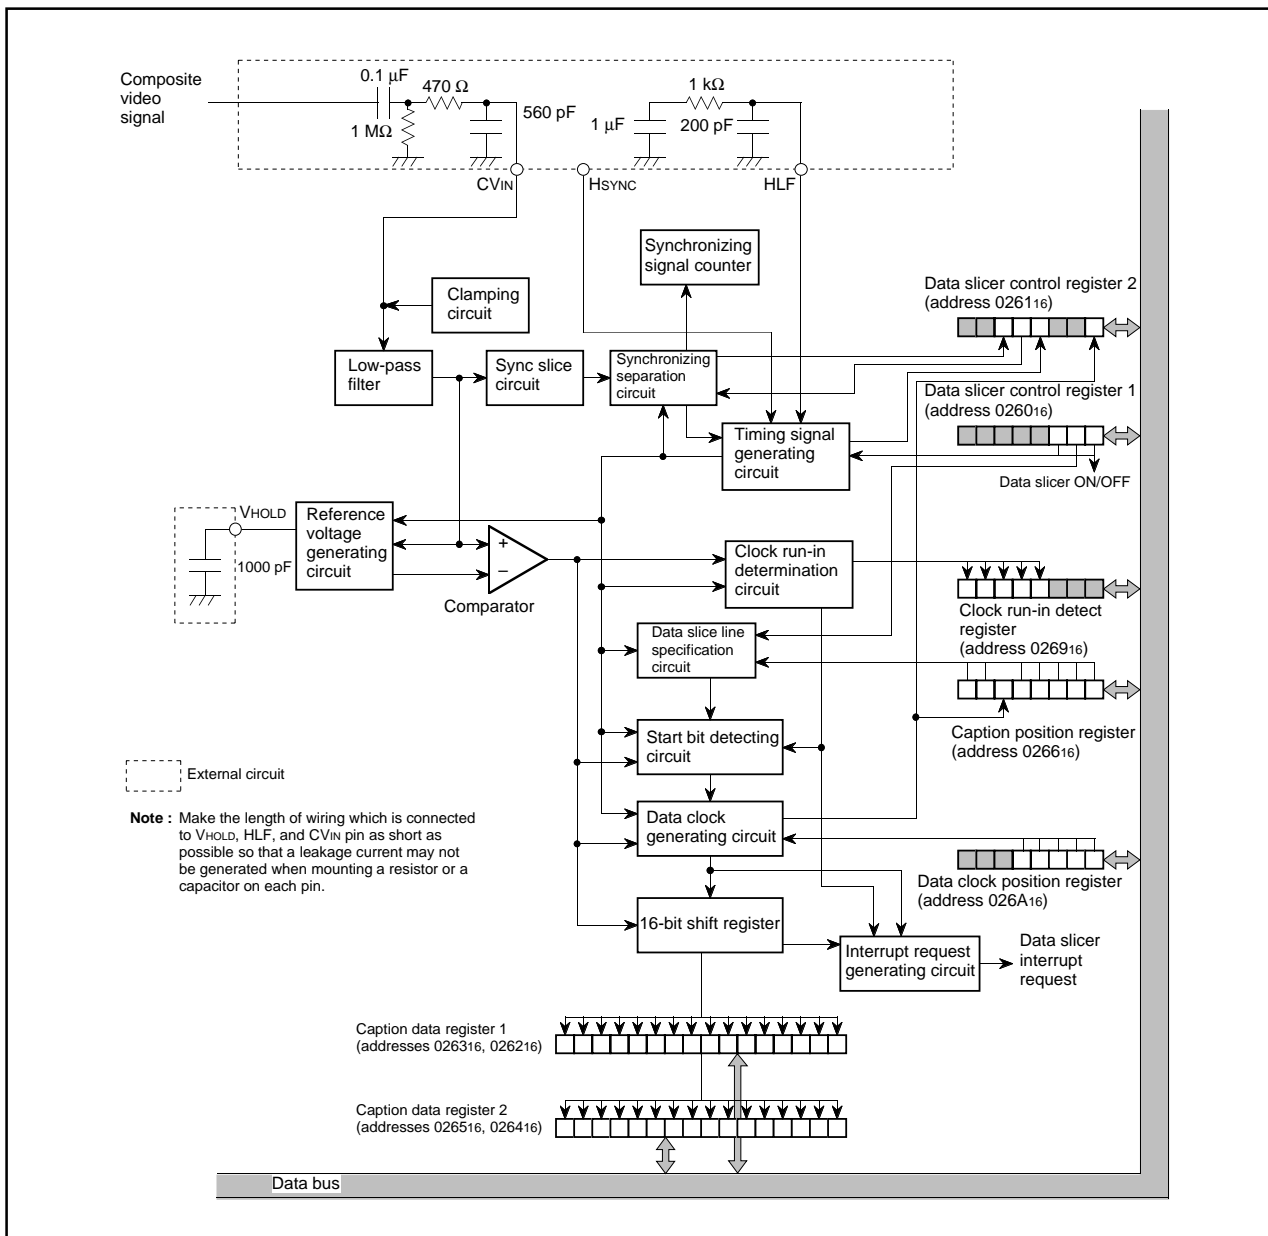 Composite
video
signal
0.1 µF
470 Ω
1 MΩ
560 pF
1 kΩ
1 µF
200 pF
CVIN
HSYNC
HLF
Synchronizing
signal counter
Clamping
circuit
Low-pass
filter
Sync slice
circuit
Synchronizing
separation
circuit
Timing signal
generating
circuit
Data slicer control register 2
(address 026116)
Data slicer control register 1
(address 026016)
Data slicer ON/OFF
VHOLD
1000 pF
Reference
voltage
generating
circuit
+
−
Comparator
Clock run-in
determination
circuit
Clock run-in detect
register
(address 026916)
Data slice line
specification
circuit
Caption position register
(address 026616)
Start bit detecting
circuit
Data clock
generating circuit
Data clock position register
(address 026A16)
16-bit shift register
Interrupt request
generating circuit
Data slicer
interrupt
request
External circuit
Note : Make the length of wiring which is connected
to VHOLD, HLF, and CVIN pin as short as
possible so that a leakage current may not
be generated when mounting a resistor or a
capacitor on each pin.
Caption data register 1
(addresses 026316, 026216)
Caption data register 2
(addresses 026516, 026416)
Data bus